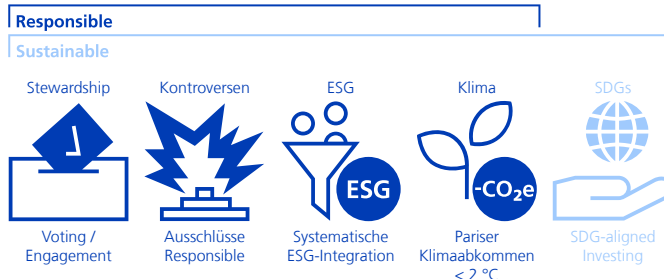 Responsible
Sustainable
Stewardship
Kontroversen
ESG
Klima
SDGs
ESG
-CO₂e
Voting /
Engagement
Ausschlüsse
Responsible
Systematische
ESG-Integration
Pariser
Klimaabkommen
< 2 °C
SDG-aligned
Investing